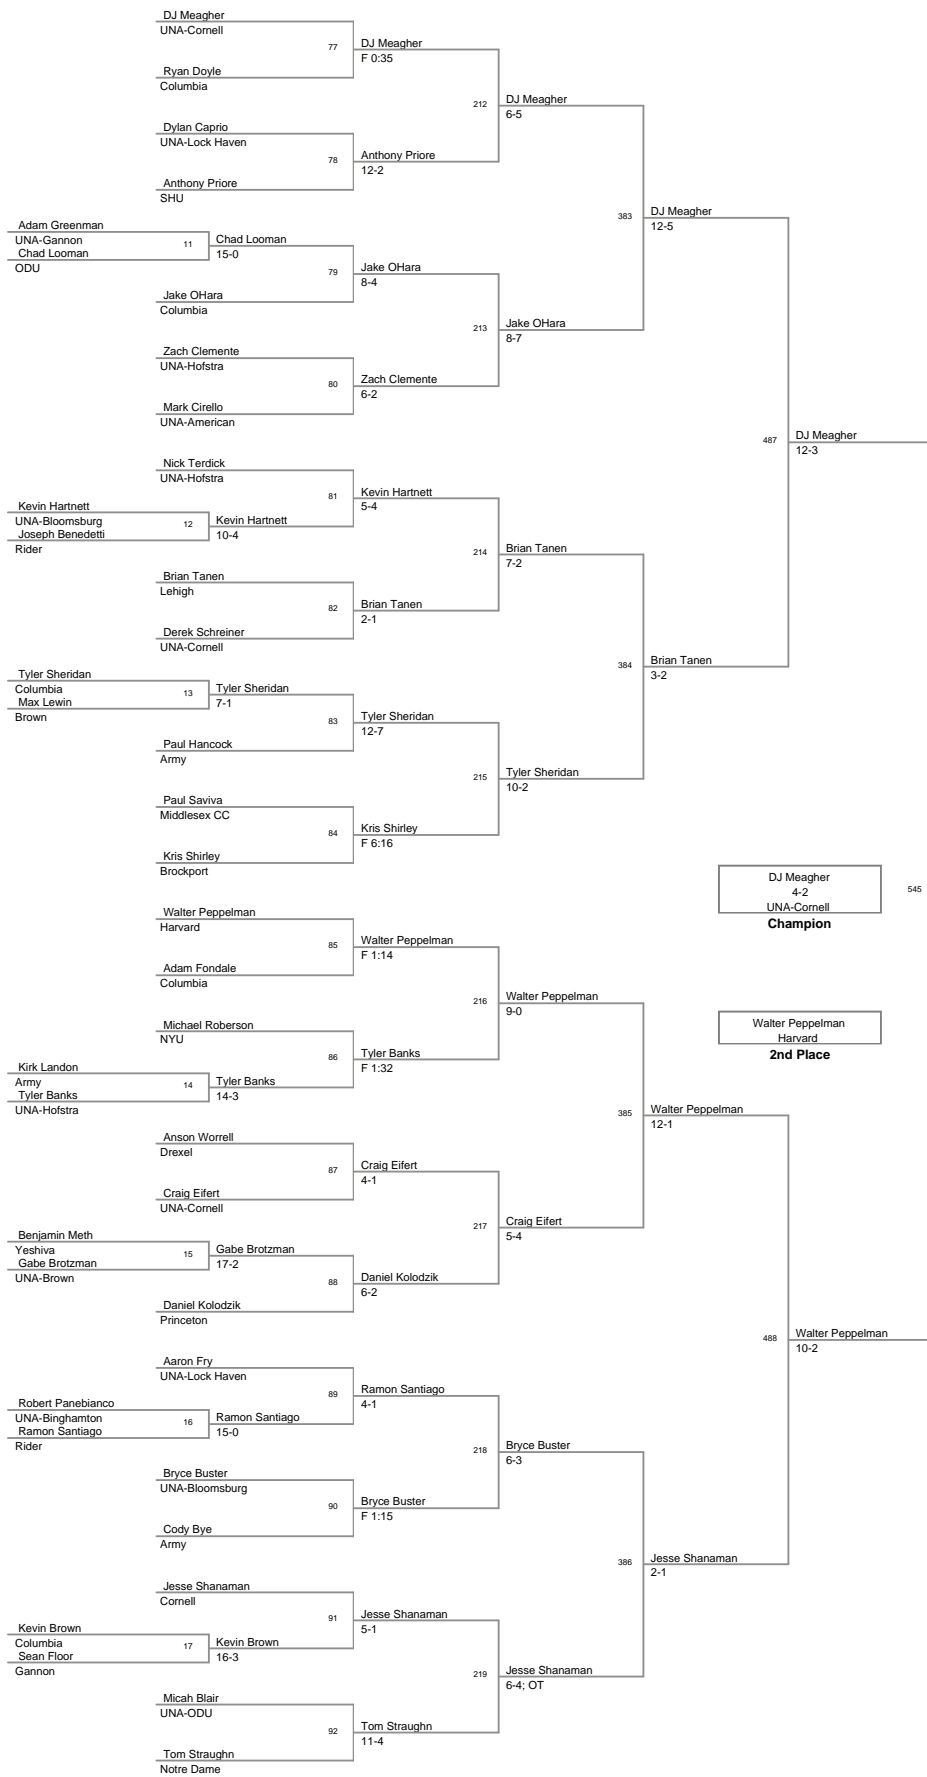 DJ Meagher
UNA-Cornell
77
DJ Meagher
F 0:35
Ryan Doyle
Columbia
212
DJ Meagher
6-5
Dylan Caprio
UNA-Lock Haven
78
Anthony Priore
12-2
Anthony Priore
SHU
383
DJ Meagher
12-5
Adam Greenman
UNA-Gannon
11
Chad Looman
15-0
Chad Looman
ODU
79
Jake OHara
8-4
Jake OHara
Columbia
213
Jake OHara
8-7
Zach Clemente
UNA-Hofstra
80
Zach Clemente
6-2
Mark Cirello
UNA-American
487
DJ Meagher
12-3
Nick Terdick
UNA-Hofstra
81
Kevin Hartnett
5-4
Kevin Hartnett
UNA-Bloomsburg
12
Kevin Hartnett
10-4
Joseph Benedetti
Rider
214
Brian Tanen
7-2
Brian Tanen
Lehigh
82
Brian Tanen
2-1
Derek Schreiner
UNA-Cornell
384
Brian Tanen
3-2
Tyler Sheridan
Columbia
13
Tyler Sheridan
7-1
Max Lewin
Brown
83
Tyler Sheridan
12-7
Paul Hancock
Army
215
Tyler Sheridan
10-2
Paul Saviva
Middlesex CC
84
Kris Shirley
F 6:16
Kris Shirley
Brockport
DJ Meagher
4-2
UNA-Cornell
Champion
545
Walter Peppelman
Harvard
85
Walter Peppelman
F 1:14
Adam Fondale
Columbia
216
Walter Peppelman
9-0
Walter Peppelman
Harvard
2nd Place
Michael Roberson
NYU
86
Tyler Banks
F 1:32
Kirk Landon
Army
14
Tyler Banks
14-3
Tyler Banks
UNA-Hofstra
385
Walter Peppelman
12-1
Anson Worrell
Drexel
87
Craig Eifert
4-1
Craig Eifert
UNA-Cornell
217
Craig Eifert
5-4
Benjamin Meth
Yeshiva
15
Gabe Brotzman
17-2
Gabe Brotzman
UNA-Brown
88
Daniel Kolodzik
6-2
Daniel Kolodzik
Princeton
488
Walter Peppelman
10-2
Aaron Fry
UNA-Lock Haven
89
Ramon Santiago
4-1
Robert Panebianco
UNA-Binghamton
16
Ramon Santiago
15-0
Ramon Santiago
Rider
218
Bryce Buster
6-3
Bryce Buster
UNA-Bloomsburg
90
Bryce Buster
F 1:15
Cody Bye
Army
386
Jesse Shanaman
2-1
Jesse Shanaman
Cornell
91
Jesse Shanaman
5-1
Kevin Brown
Columbia
17
Kevin Brown
16-3
Sean Floor
Gannon
219
Jesse Shanaman
6-4; OT
Micah Blair
UNA-ODU
92
Tom Straughn
11-4
Tom Straughn
Notre Dame